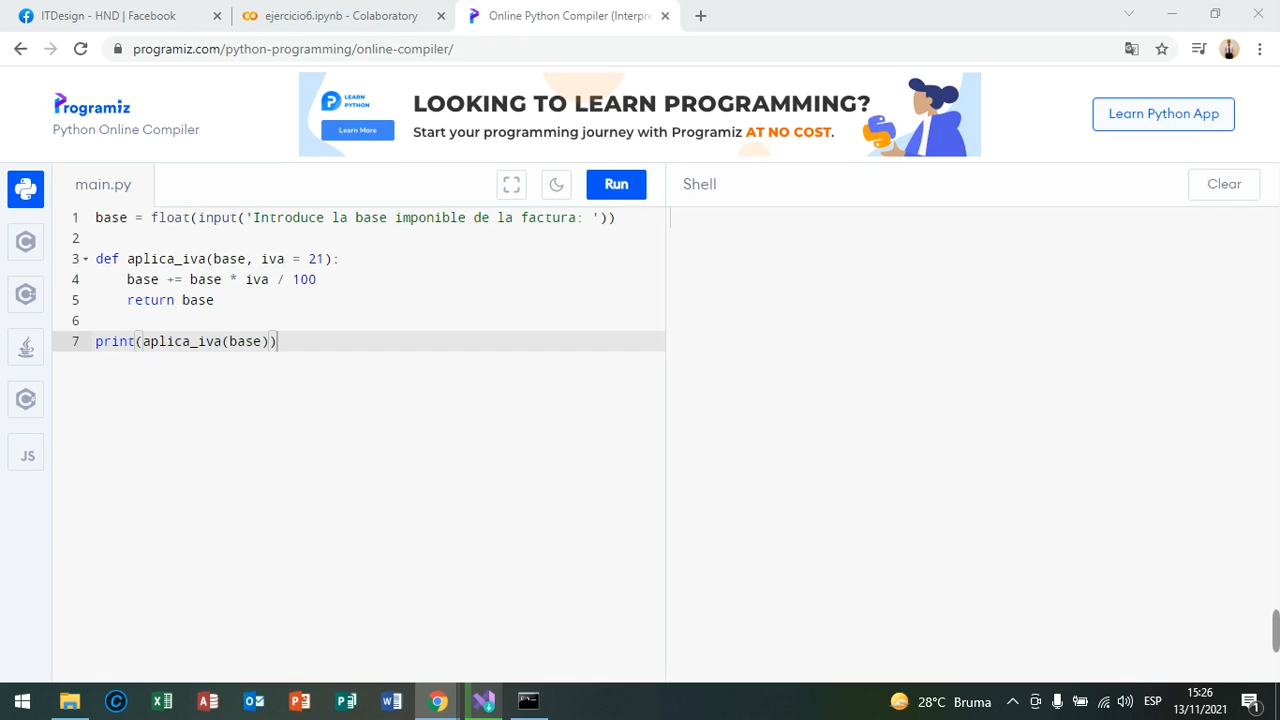 ITDesign - HND | Facebook
ejercicio6.ipynb - Colaboratory
Online Python Compiler (Interpre
programiz.com/python-programming/online-compiler/
Programiz
Python Online Compiler
LEARN
PYTHON
Learn More
LOOKING TO LEARN PROGRAMMING?
Start your programming journey with Programiz AT NO COST.
Learn Python App
main.py
Run
Shell
Clear
1 base = float(input('Introduce la base imponible de la factura: '))
2
3 def aplica_iva(base, iva = 21):
4 base += base * iva / 100
5 return base
6
7 print(aplica_iva(base))
JS
28°C Bruma
ESP
15:26
13/11/2021
1